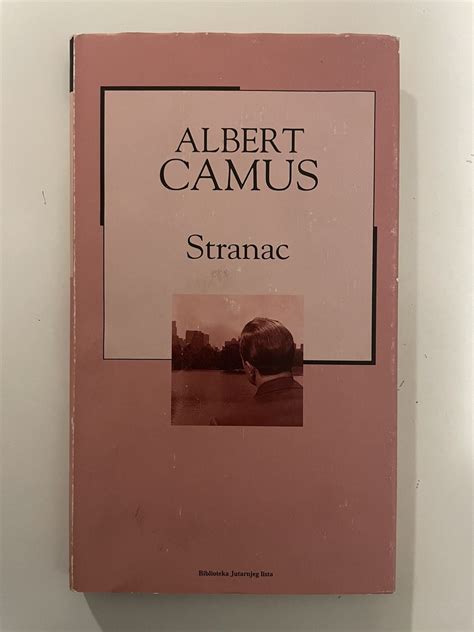 ALBERT
CAMUS
Stranac
Biblioteka Jutarnjeg lista